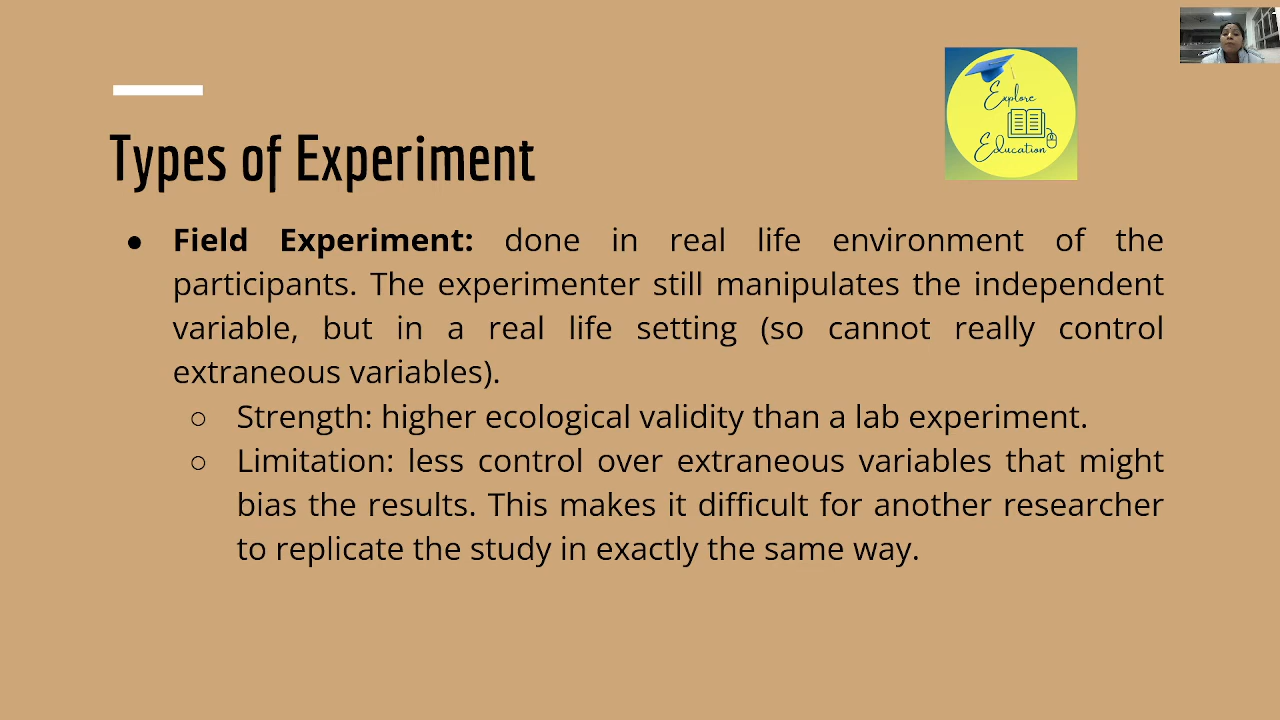 Explore
Education
Types of Experiment
● Field Experiment: done in real life environment of the
participants. The experimenter still manipulates the independent
variable, but in a real life setting (so cannot really control
extraneous variables).
○ Strength: higher ecological validity than a lab experiment.
○ Limitation: less control over extraneous variables that might
bias the results. This makes it difficult for another researcher
to replicate the study in exactly the same way.